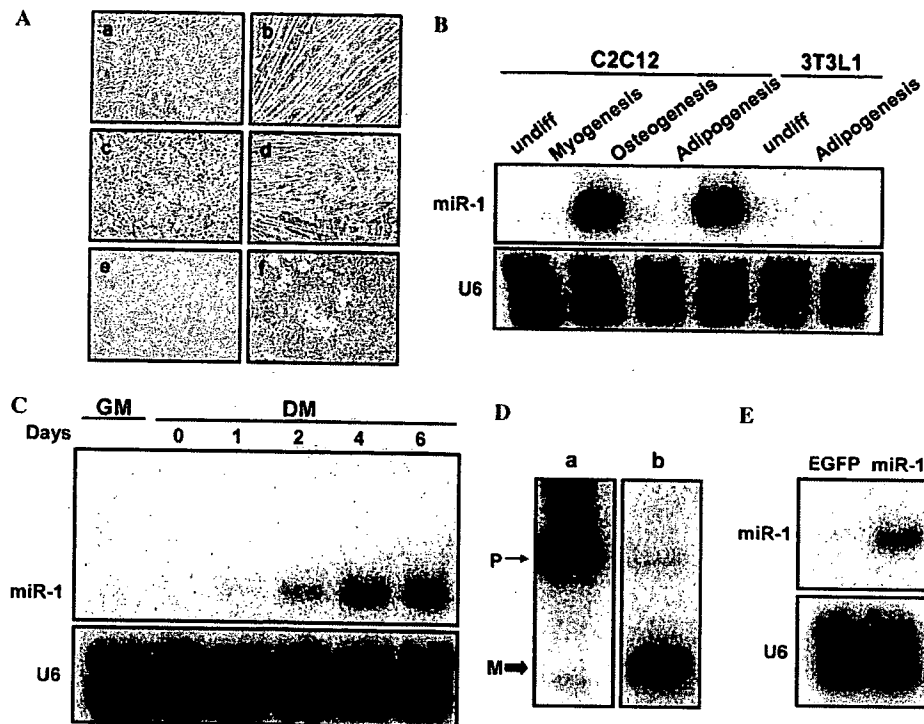 A
a
b
c
d
e
f
B
C2C12 3T3L1
undiff Myogenesis Osteogenesis Adipogenesis undiff Adipogenesis
miR-1
U6
C
GM DM
Days 0 1 2 4 6
miR-1
U6
D
a b
P
M
E
EGFP miR-1
miR-1
U6